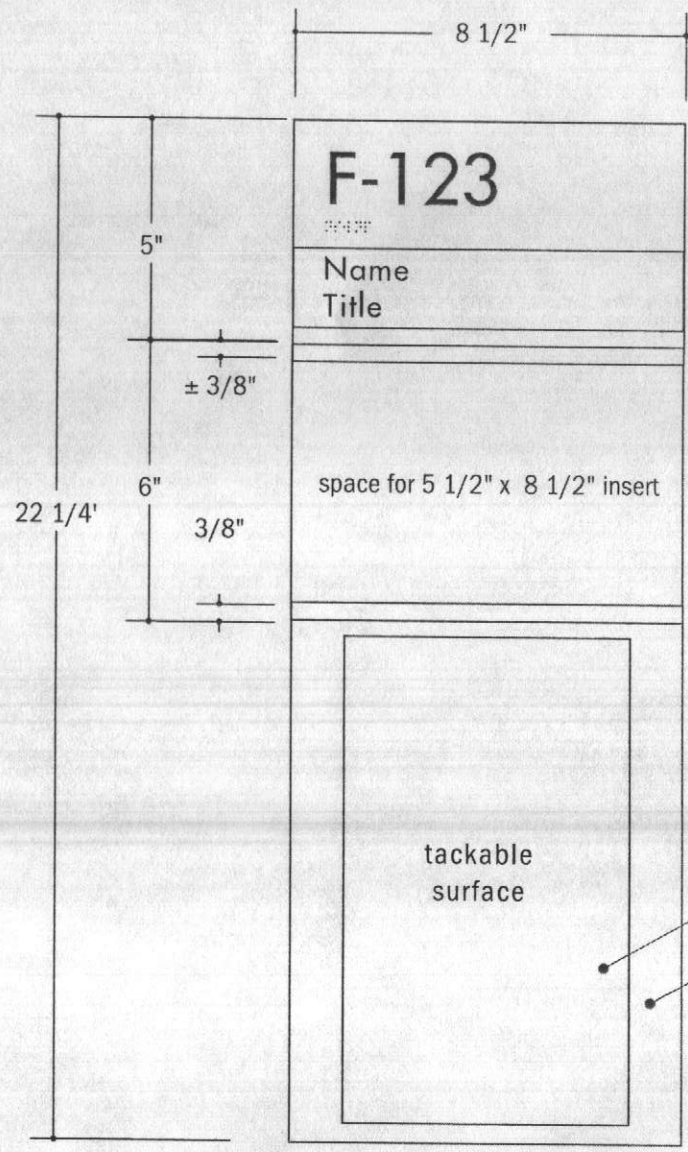 8 1/2"
F-123
5"
Name
Title
± 3/8"
6"
space for 5 1/2" x 8 1/2" insert
22 1/4'
3/8"
tackable
surface